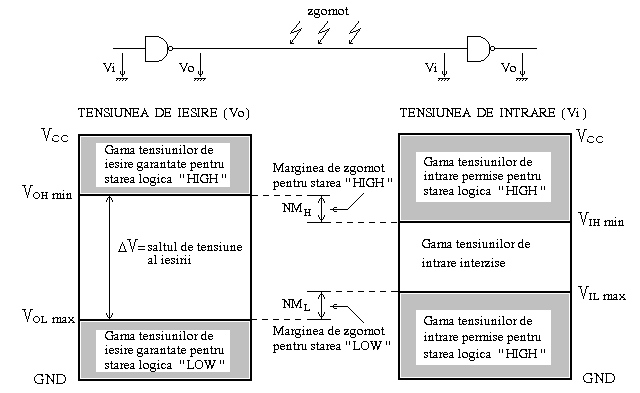 zgomot
Vi
Vo
Vi
Vo
TENSIUNEA DE IESIRE (Vo)
TENSIUNEA DE INTRARE (Vi)
VCC
Gama tensiunilor de
iesire garantate pentru
starea logica "HIGH"
VOH min
ΔV=saltul de tensiune
al iesirii
VOL max
Gama tensiunilor de
iesire garantate pentru
starea logica "LOW"
GND
Marginea de zgomot
pentru starea "HIGH"
NMH
NML
Marginea de zgomot
pentru starea "LOW"
VCC
Gama tensiunilor de
intrare permise pentru
starea logica "HIGH"
VIH min
Gama tensiunilor de
intrare interzise
VIL max
Gama tensiunilor de
intrare permise pentru
starea logica "HIGH"
GND